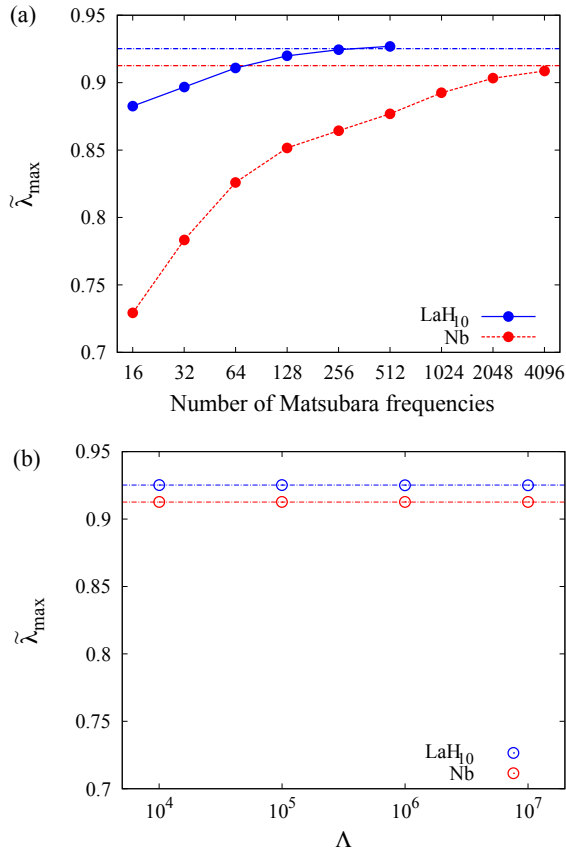 (a)
0.95
0.9
0.85
0.8
0.75
0.7
λ̃max
16 32 64 128 256 512 1024 2048 4096
Number of Matsubara frequencies
LaH10
Nb
(b)
0.95
0.9
0.85
0.8
0.75
0.7
λ̃max
10^4 10^5 10^6 10^7
Λ
LaH10
Nb